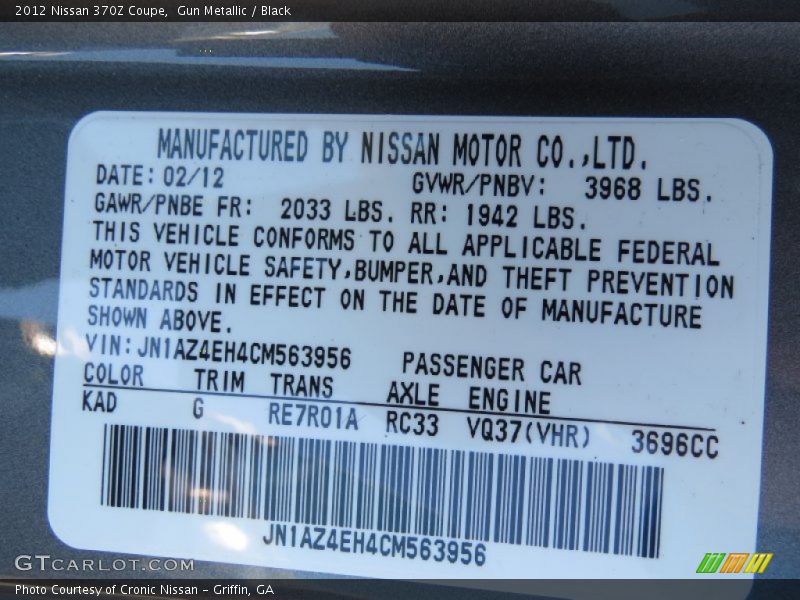 2012 Nissan 370Z Coupe,  Gun Metallic / Black
MANUFACTURED BY NISSAN MOTOR CO.,LTD.
DATE: 02/12 GVWR/PNBV: 3968 LBS.
GAWR/PNBE FR: 2033 LBS. RR: 1942 LBS.
THIS VEHICLE CONFORMS TO ALL APPLICABLE FEDERAL
MOTOR VEHICLE SAFETY,BUMPER,AND THEFT PREVENTION
STANDARDS IN EFFECT ON THE DATE OF MANUFACTURE
SHOWN ABOVE.
VIN:JN1AZ4EH4CM563956 PASSENGER CAR
COLOR TRIM TRANS AXLE ENGINE
KAD G RE7R01A RC33 VQ37(VHR) 3696CC
JN1AZ4EH4CM563956
GTCARLOT.COM
Photo Courtesy of Cronic Nissan - Griffin, GA